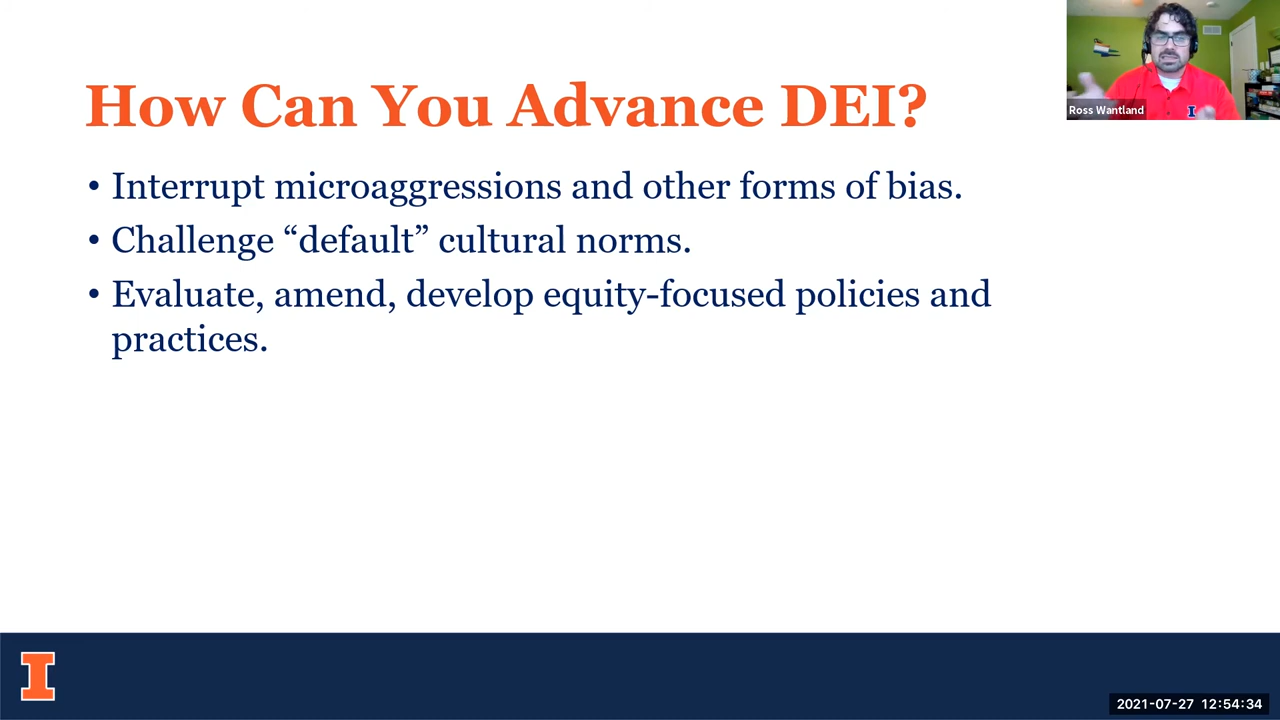 How Can You Advance DEI?
• Interrupt microaggressions and other forms of bias.
• Challenge “default” cultural norms.
• Evaluate, amend, develop equity-focused policies and
practices.
Ross Wantland
I
I
2021-07-27 12:54:34